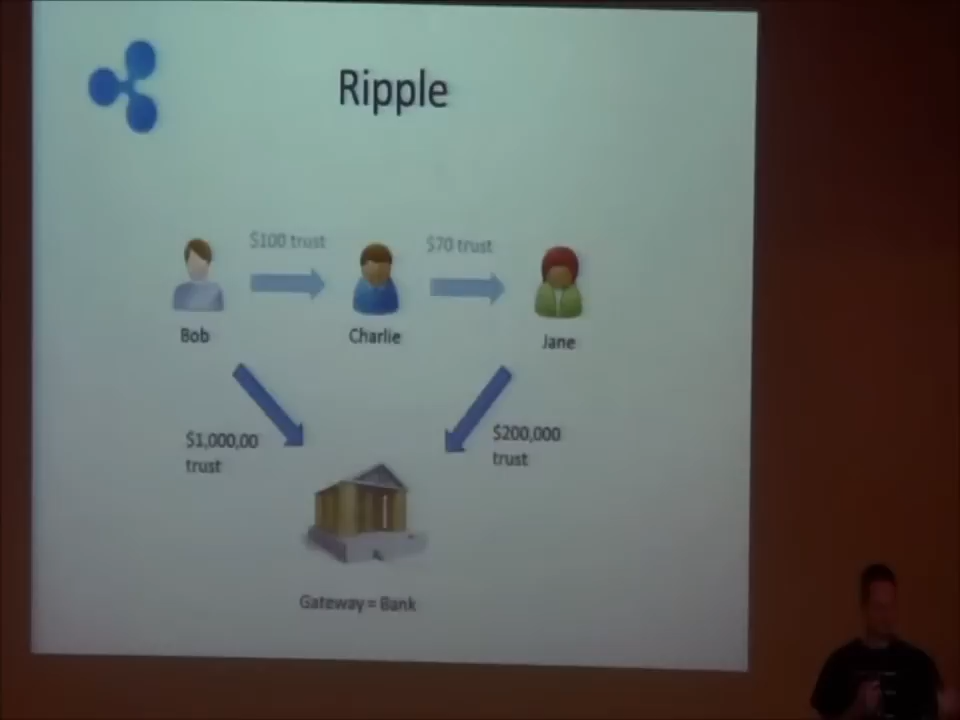 Ripple
$100 trust
$70 trust
Bob
Charlie
Jane
$1,000,00
trust
$200,000
trust
Gateway = Bank